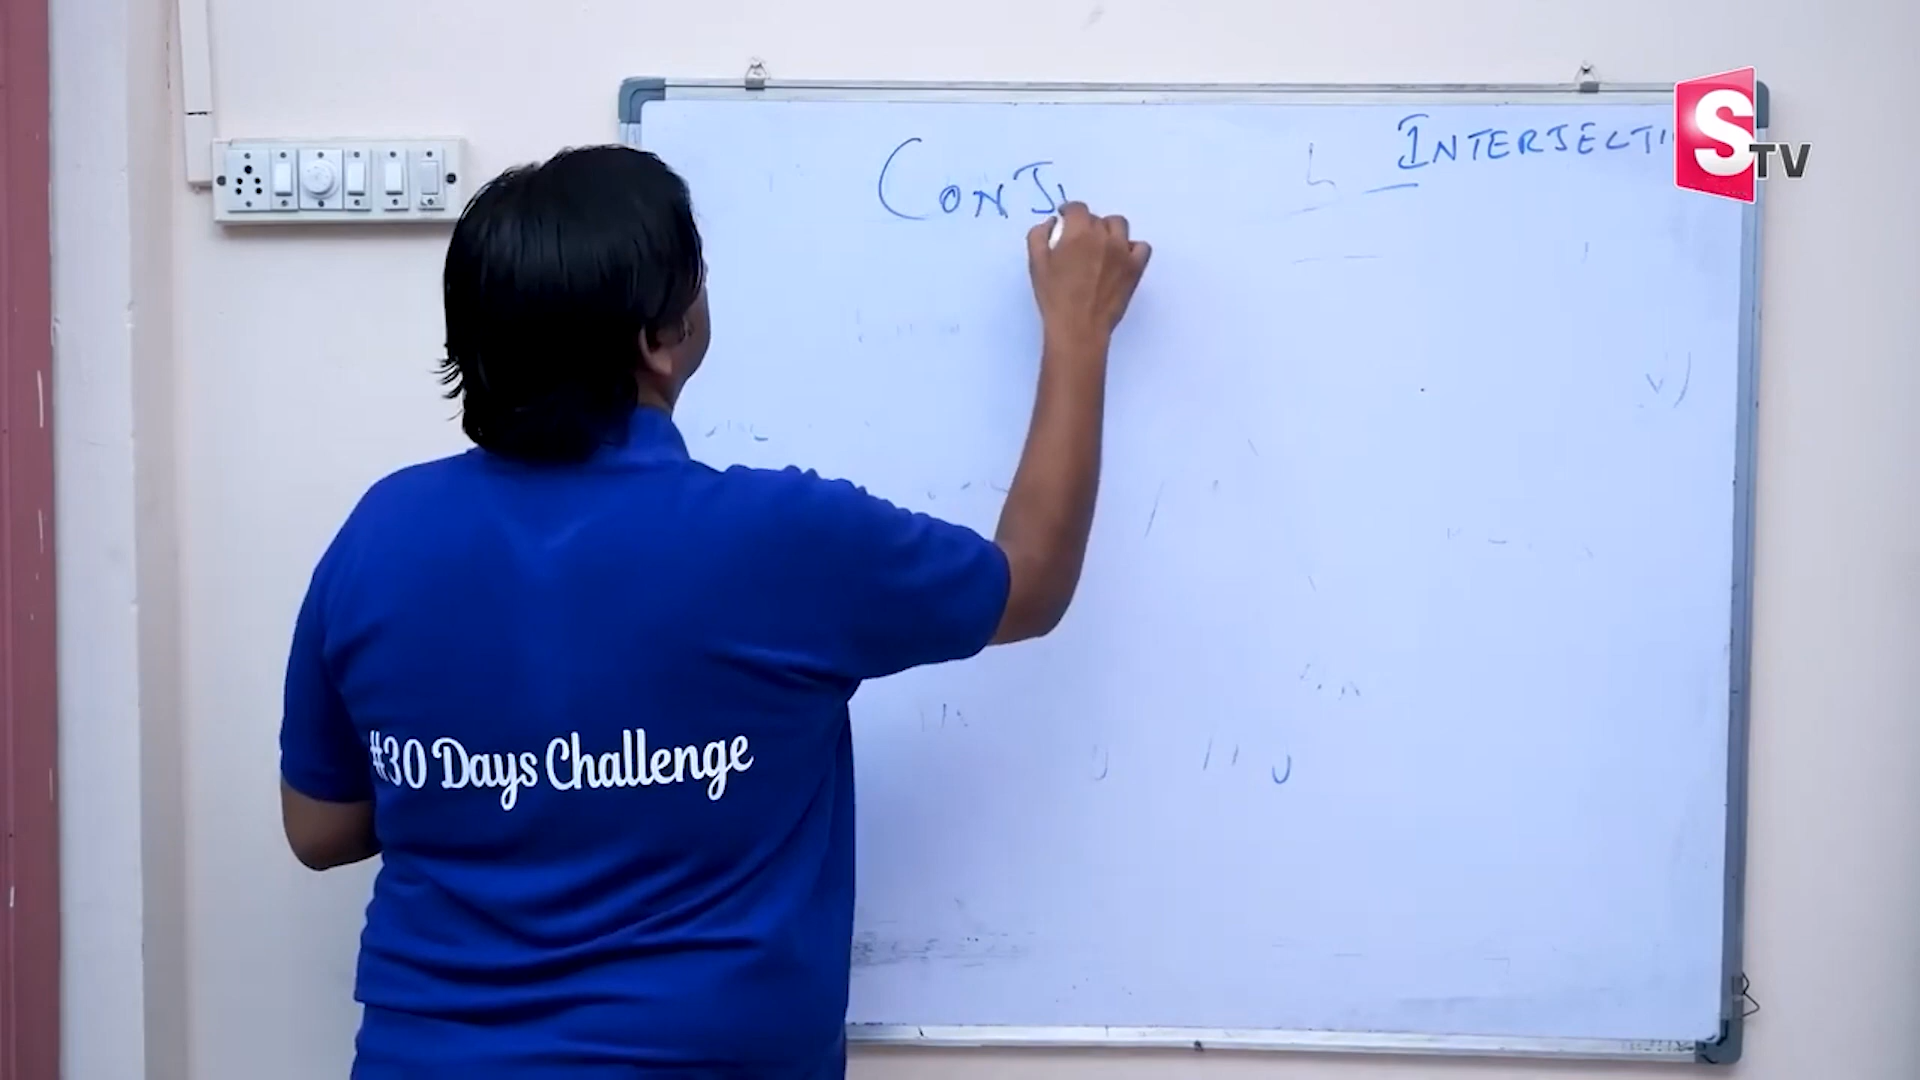 INTERJECTI
STV
CONJ
#30 Days Challenge